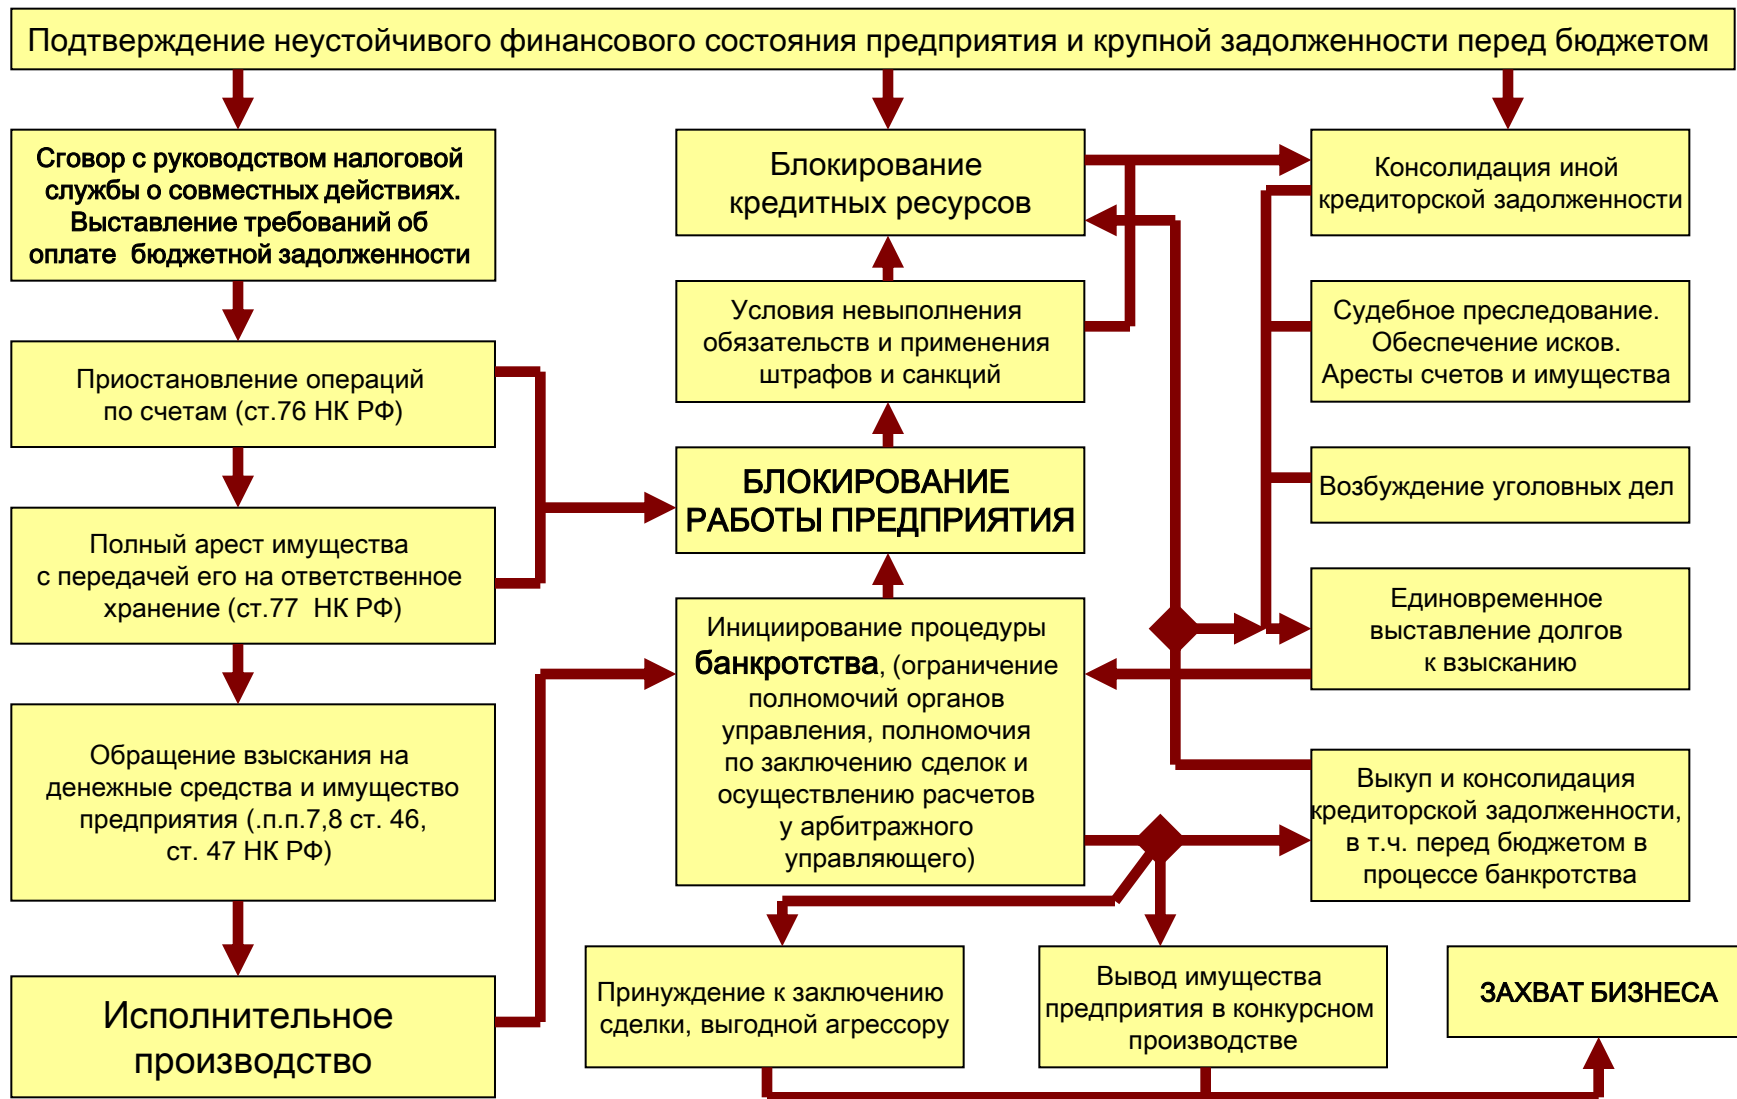 Подтверждение неустойчивого финансового состояния предприятия и крупной задолженности перед бюджетом
Сговор с руководством налоговой
службы о совместных действиях.
Выставление требований об
оплате бюджетной задолженности
Приостановление операций
по счетам (ст.76 НК РФ)
Полный арест имущества
с передачей его на ответственное
хранение (ст.77 НК РФ)
Обращение взыскания на
денежные средства и имущество
предприятия (.п.п.7,8 ст. 46,
ст. 47 НК РФ)
Исполнительное
производство
Блокирование
кредитных ресурсов
Условия невыполнения
обязательств и применения
штрафов и санкций
БЛОКИРОВАНИЕ
РАБОТЫ ПРЕДПРИЯТИЯ
Инициирование процедуры
банкротства, (ограничение
полномочий органов
управления, полномочия
по заключению сделок и
осуществлению расчетов
у арбитражного
управляющего)
Консолидация иной
кредиторской задолженности
Судебное преследование.
Обеспечение исков.
Аресты счетов и имущества
Возбуждение уголовных дел
Единовременное
выставление долгов
к взысканию
Выкуп и консолидация
кредиторской задолженности,
в т.ч. перед бюджетом в
процессе банкротства
Принуждение к заключению
сделки, выгодной агрессору
Вывод имущества
предприятия в конкурсном
производстве
ЗАХВАТ БИЗНЕСА